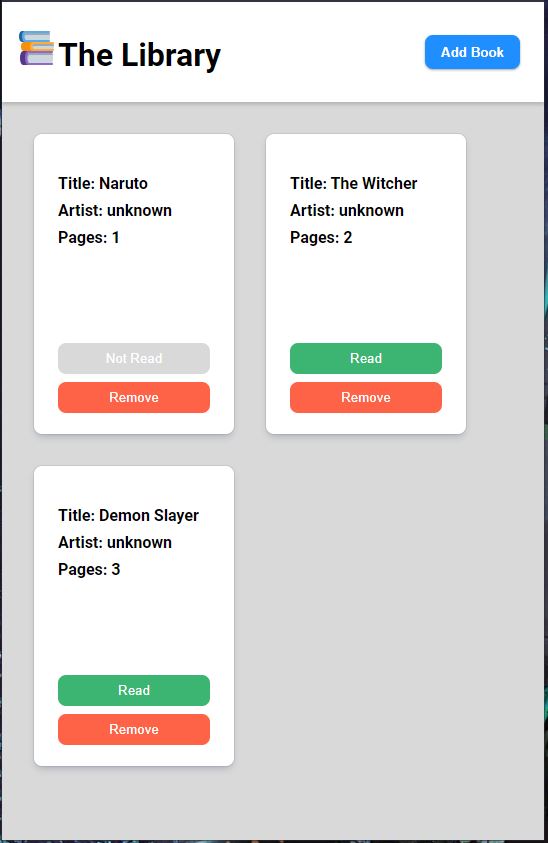 The Library
Add Book
Title: Naruto
Artist: unknown
Pages: 1
Not Read
Remove
Title: The Witcher
Artist: unknown
Pages: 2
Read
Remove
Title: Demon Slayer
Artist: unknown
Pages: 3
Read
Remove